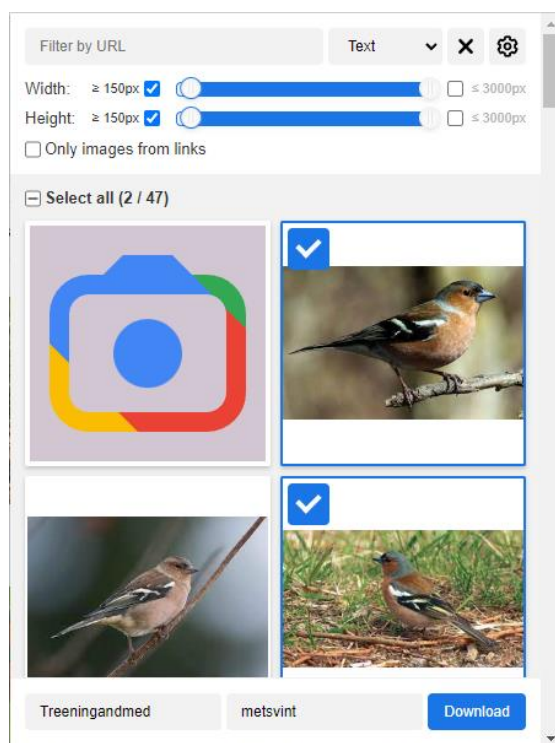 Filter by URL Text
Width: ≥ 150px ≤ 3000px
Height: ≥ 150px ≤ 3000px
Only images from links
Select all (2 / 47)
Treeningandmed metsvint Download